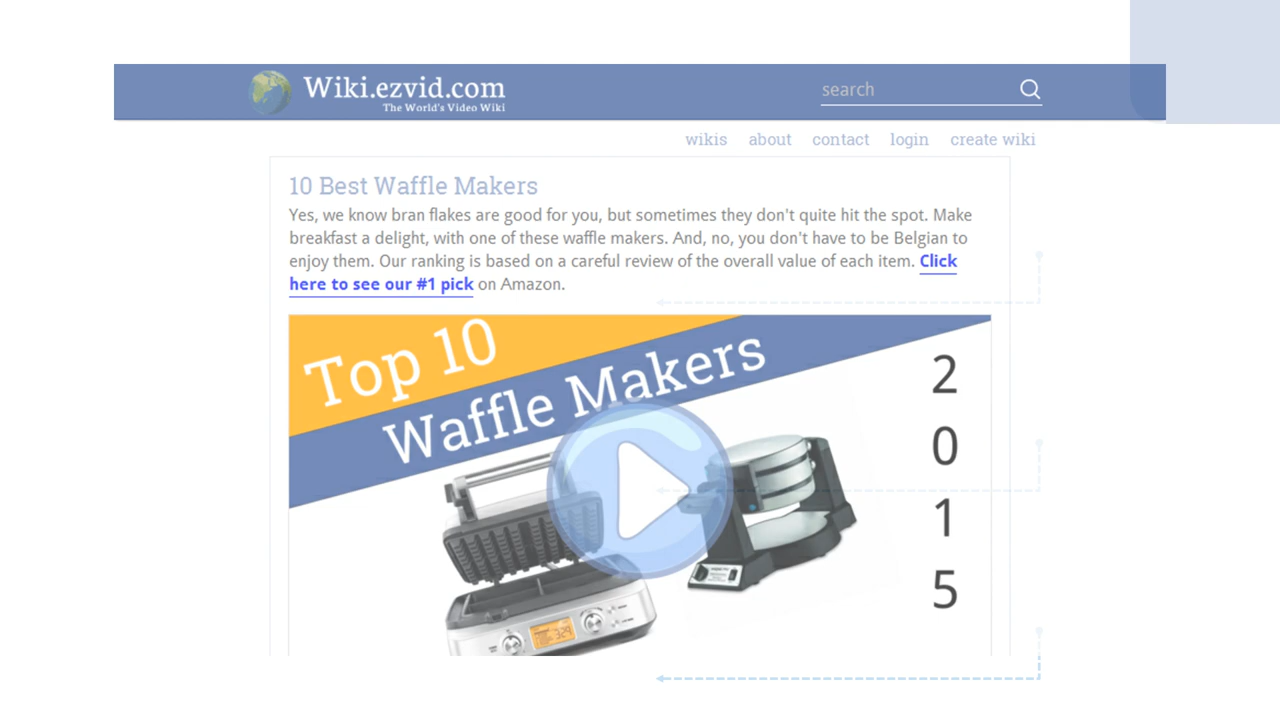 Wiki.ezvid.com
The World's Video Wiki
search
wikis about contact login create wiki
10 Best Waffle Makers
Yes, we know bran flakes are good for you, but sometimes they don't quite hit the spot. Make
breakfast a delight, with one of these waffle makers. And, no, you don't have to be Belgian to
enjoy them. Our ranking is based on a careful review of the overall value of each item. Click
here to see our #1 pick on Amazon.
Top 10
Waffle Makers
2
0
1
5